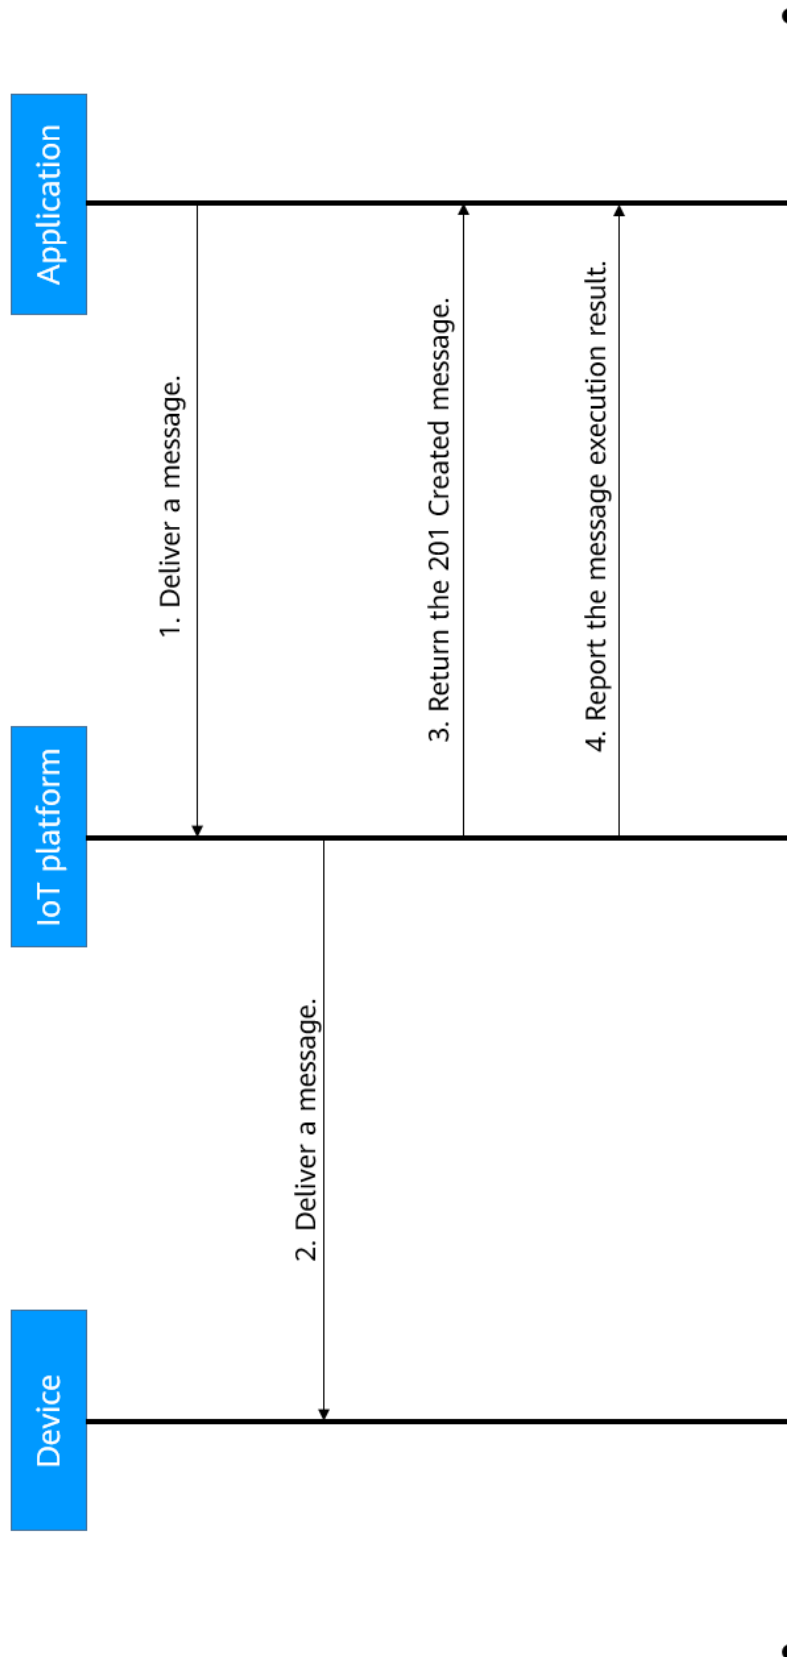 Device
IoT platform
Application
1. Deliver a message.
2. Deliver a message.
3. Return the 201 Created message.
4. Report the message execution result.